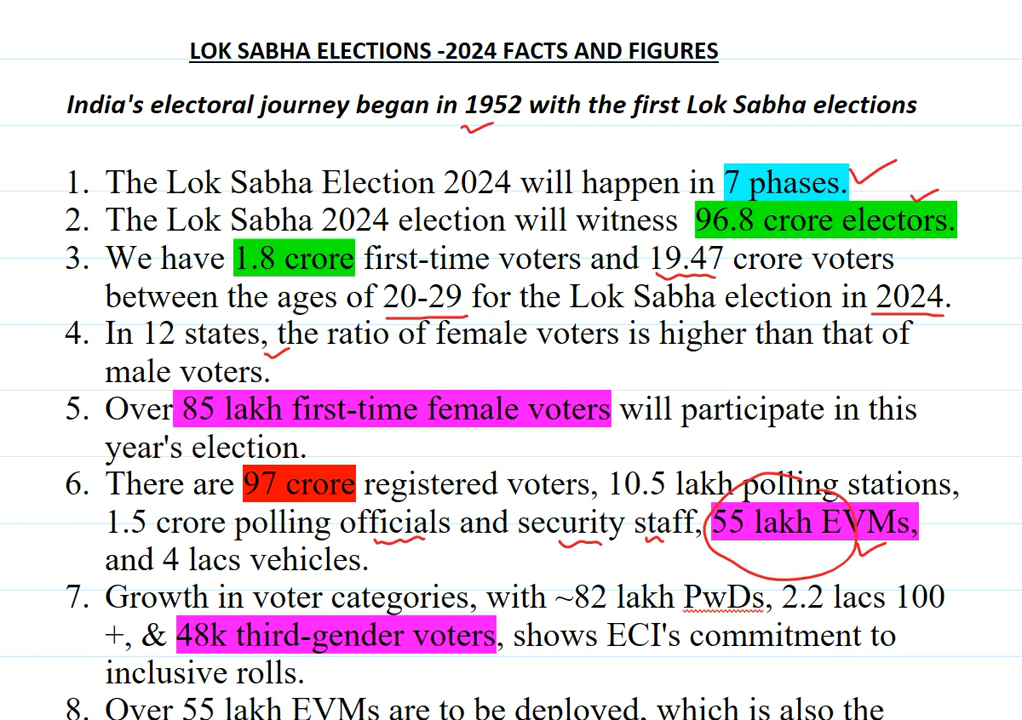 LOK SABHA ELECTIONS -2024 FACTS AND FIGURES
India's electoral journey began in 1952 with the first Lok Sabha elections
1. The Lok Sabha Election 2024 will happen in 7 phases.
2. The Lok Sabha 2024 election will witness 96.8 crore electors.
3. We have 1.8 crore first-time voters and 19.47 crore voters
between the ages of 20-29 for the Lok Sabha election in 2024.
4. In 12 states, the ratio of female voters is higher than that of
male voters.
5. Over 85 lakh first-time female voters will participate in this
year's election.
6. There are 97 crore registered voters, 10.5 lakh polling stations,
1.5 crore polling officials and security staff, 55 lakh EVMs,
and 4 lacs vehicles.
7. Growth in voter categories, with ~82 lakh PwDs, 2.2 lacs 100
+, & 48k third-gender voters, shows ECI's commitment to
inclusive rolls.
8. Over 55 lakh EVMs are to be deployed, which is also the